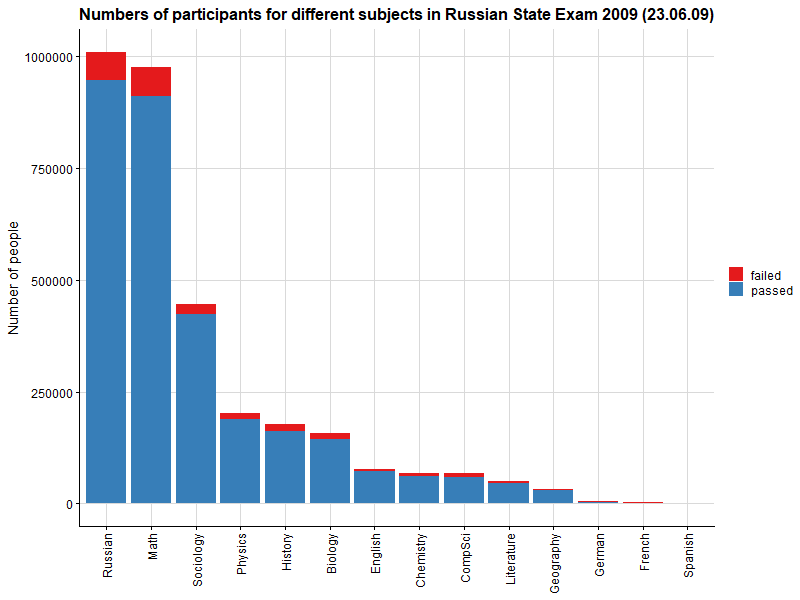 Numbers of participants for different subjects in Russian State Exam 2009 (23.06.09)
Number of people
1000000
750000
500000
250000
0
Russian
Math
Sociology
Physics
History
Biology
English
Chemistry
CompSci
Literature
Geography
German
French
Spanish
failed
passed